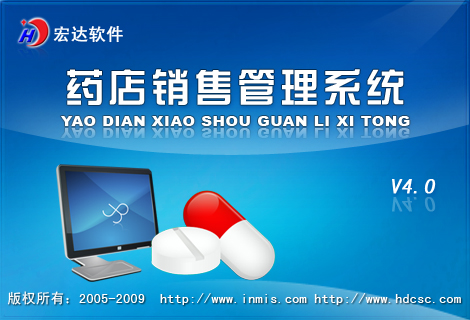 宏达软件
药店销售管理系统
YAO DIAN XIAO SHOU GUAN LI XI TONG
V4.0
版权所有：2005-2009 http://www.inmis.com http://www.hdcsc.com